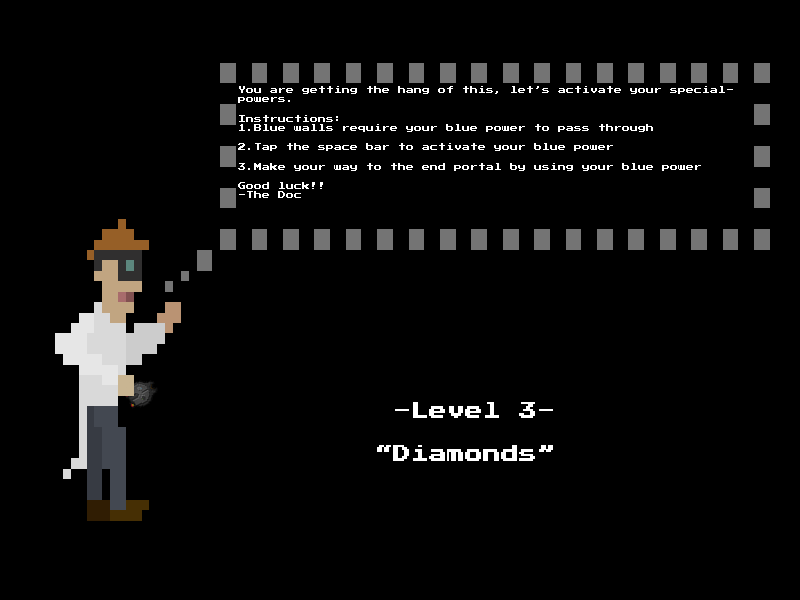 You are getting the hang of this, let's activate your special-
powers.
Instructions:
1.Blue walls require your blue power to pass through
2.Tap the space bar to activate your blue power
3.Make your way to the end portal by using your blue power
Good luck!!
-The Doc
-Level 3-
“Diamonds”